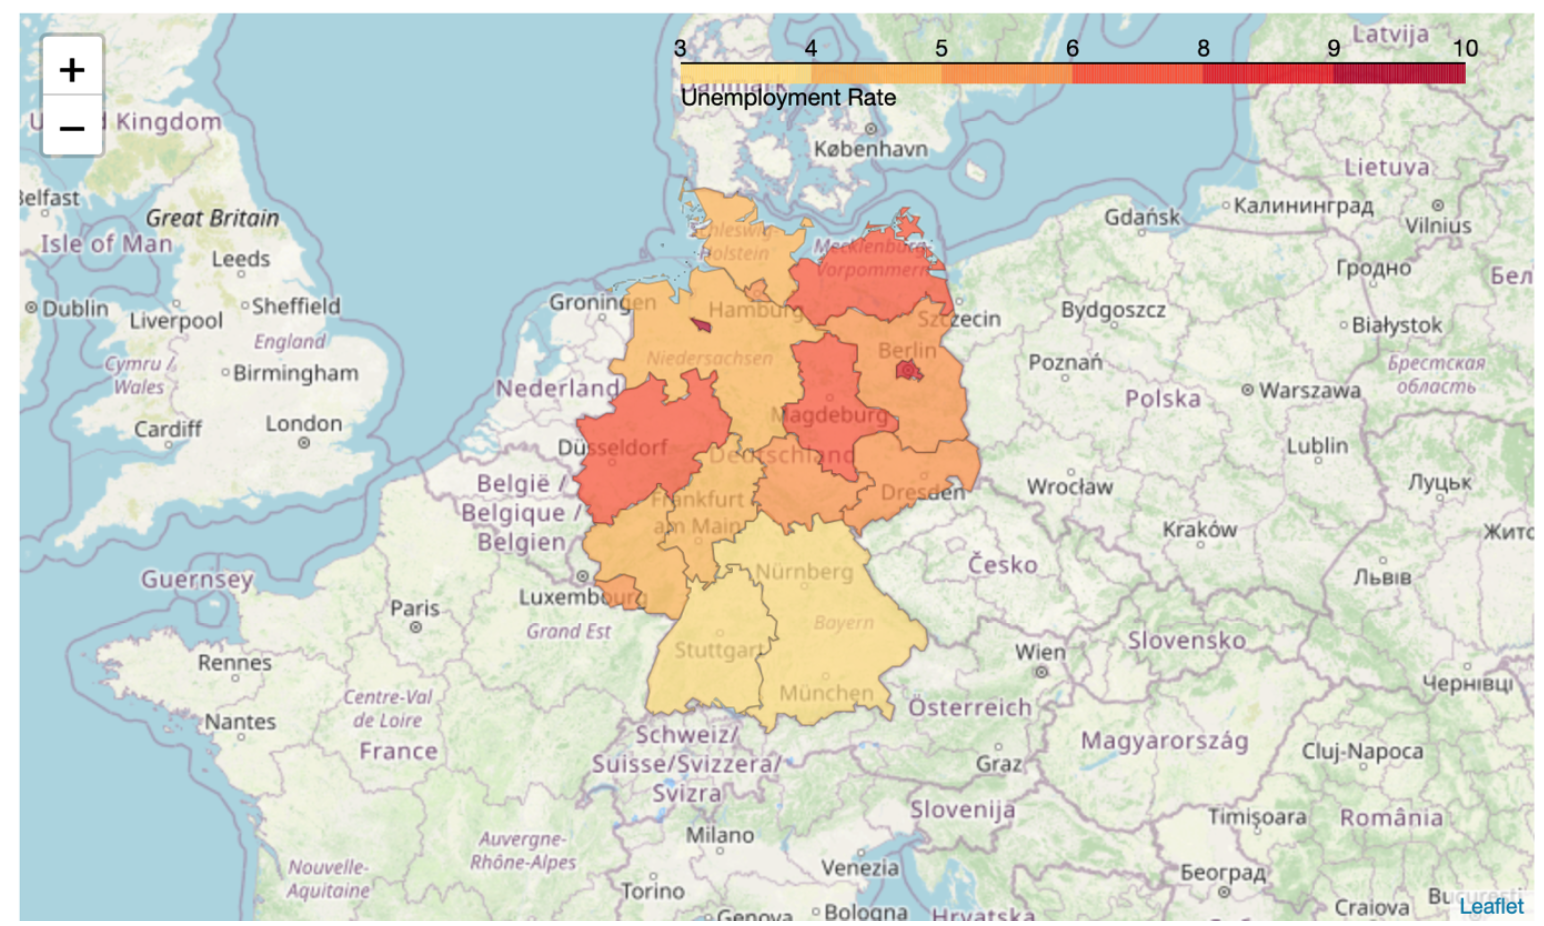 +
−
3 4 5 6 8 9 10
Unemployment Rate
Danmark
Latvija
København
Lietuva
Belfast
Great Britain
Isle of Man
Leeds
Gdańsk
Калининград
Vilnius
Schleswig-
Holstein
Mecklenburg-
Vorpommern
Гродно
Dublin
Liverpool
Sheffield
England
Groningen
Hamburg
Szczecin
Bydgoszcz
Białystok
Cymru /
Wales
Birmingham
Niedersachsen
Berlin
Poznań
Warszawa
Брестская
область
Nederland
Polska
Cardiff
London
Düsseldorf
Magdeburg
Deutschland
Lublin
België /
Belgique /
Belgien
Frankfurt
am Main
Dresden
Wrocław
Луцьк
Kraków
Česko
Nürnberg
Львів
Guernsey
Paris
Luxembourg
Grand Est
Bayern
Stuttgart
München
Rennes
Wien
Slovensko
Чернівці
Centre-Val
de Loire
Nantes
France
Österreich
Schweiz/
Suisse/Svizzera/
Svizra
Graz
Magyarország
Cluj-Napoca
Slovenija
Timișoara
România
Milano
Auvergne-
Rhône-Alpes
Venezia
Nouvelle-
Aquitaine
Torino
Београд
Genova
Bologna
Hrvatska
Craiova
București
Leaflet